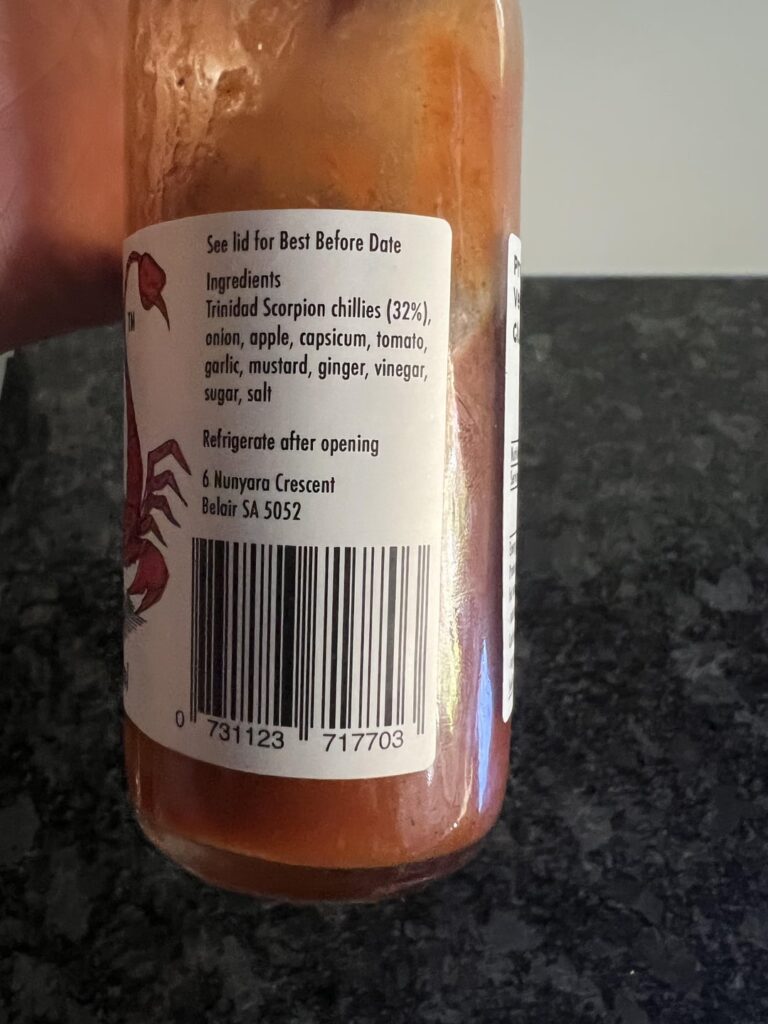 See lid for Best Before Date
Ingredients
Trinidad Scorpion chillies (32%),
onion, apple, capsicum, tomato,
garlic, mustard, ginger, vinegar,
sugar, salt
Refrigerate after opening
6 Nunyara Crescent
Belair SA 5052
0 731123 717703
TM